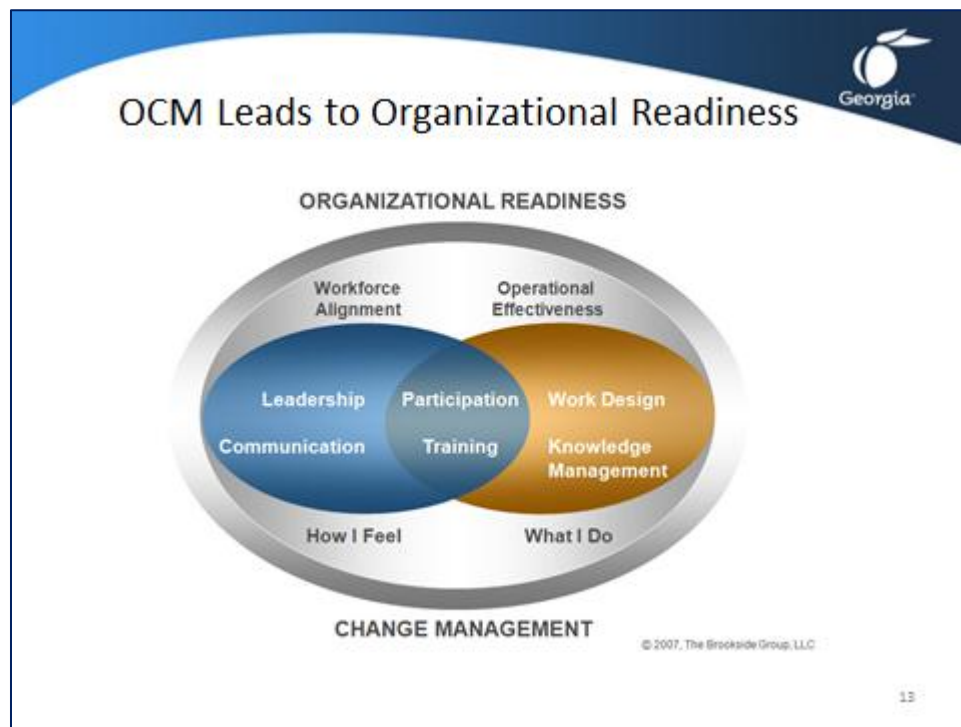 Georgia
OCM Leads to Organizational Readiness
ORGANIZATIONAL READINESS
Workforce
Alignment
Operational
Effectiveness
Leadership
Participation
Work Design
Communication
Training
Knowledge
Management
How I Feel
What I Do
CHANGE MANAGEMENT
© 2007, The Brookside Group, LLC
13